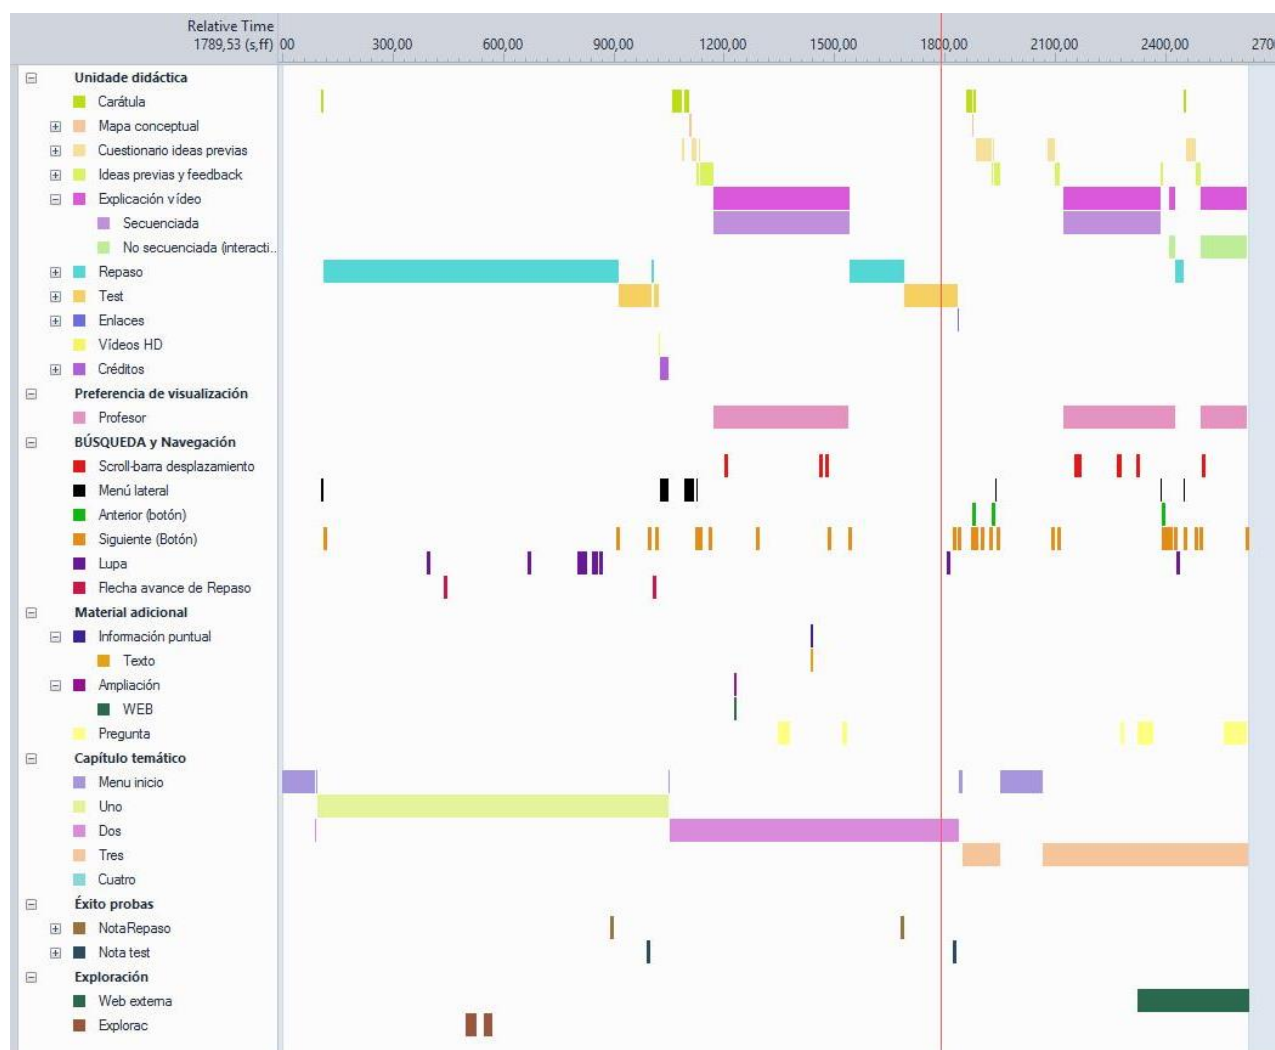 Relative Time
1789,53 (s,ff) 00 300,00 600,00 900,00 1200,00 1500,00 1800,00 2100,00 2400,00 2700
Unidade didáctica
Carátula
Mapa conceptual
Cuestionario ideas previas
Ideas previas y feedback
Explicación vídeo
Secuenciada
No secuenciada (interacti..
Repaso
Test
Enlaces
Vídeos HD
Créditos
Preferencia de visualización
Profesor
BÚSQUEDA y Navegación
Scroll-barra desplazamiento
Menú lateral
Anterior (botón)
Siguiente (Botón)
Lupa
Flecha avance de Repaso
Material adicional
Información puntual
Texto
Ampliación
WEB
Pregunta
Capítulo temático
Menu inicio
Uno
Dos
Tres
Cuatro
Éxito probas
NotaRepaso
Nota test
Exploración
Web externa
Explorac